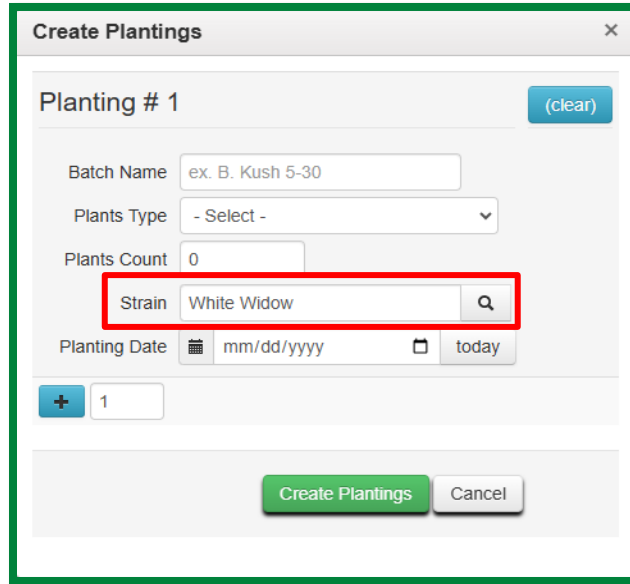 Create Plantings ×
Planting # 1 (clear)
Batch Name ex. B. Kush 5-30
Plants Type - Select -
Plants Count 0
Strain White Widow
Planting Date mm/dd/yyyy today
+ 1
Create Plantings Cancel